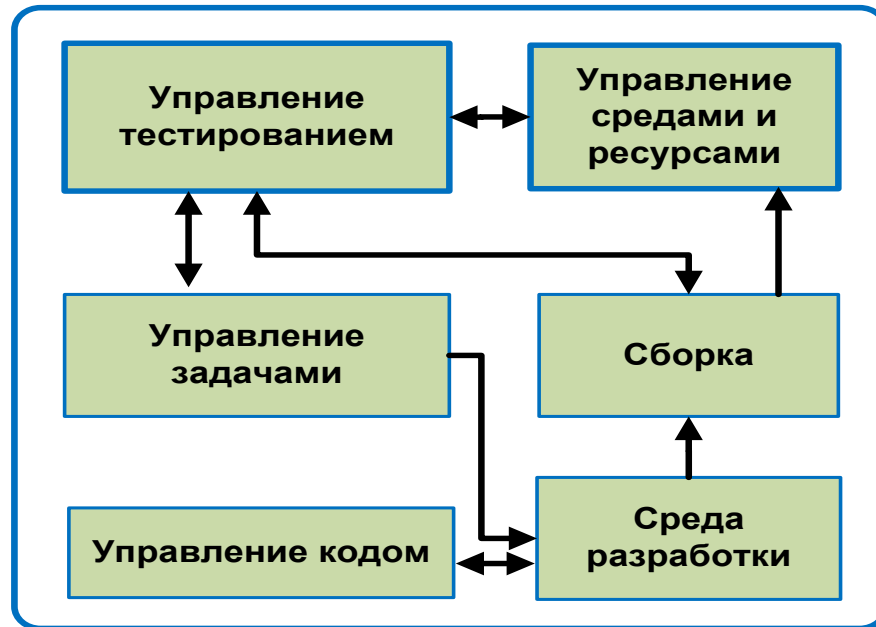 Управление
тестированием
Управление
средами и
ресурсами
Управление
задачами
Сборка
Управление кодом
Среда
разработки